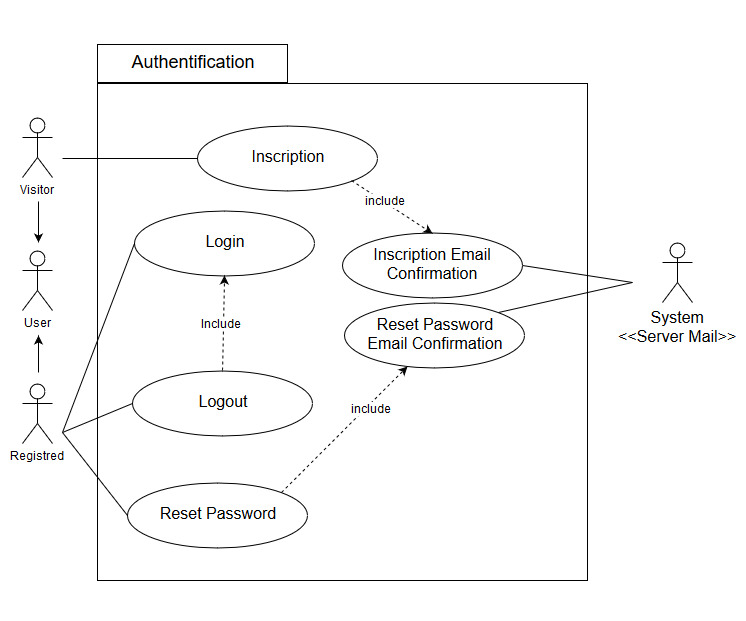 Authentification
Visitor
Inscription
include
Login
Inscription Email
Confirmation
User
Include
Reset Password
Email Confirmation
System
<<Server Mail>>
Logout
include
Registred
Reset Password